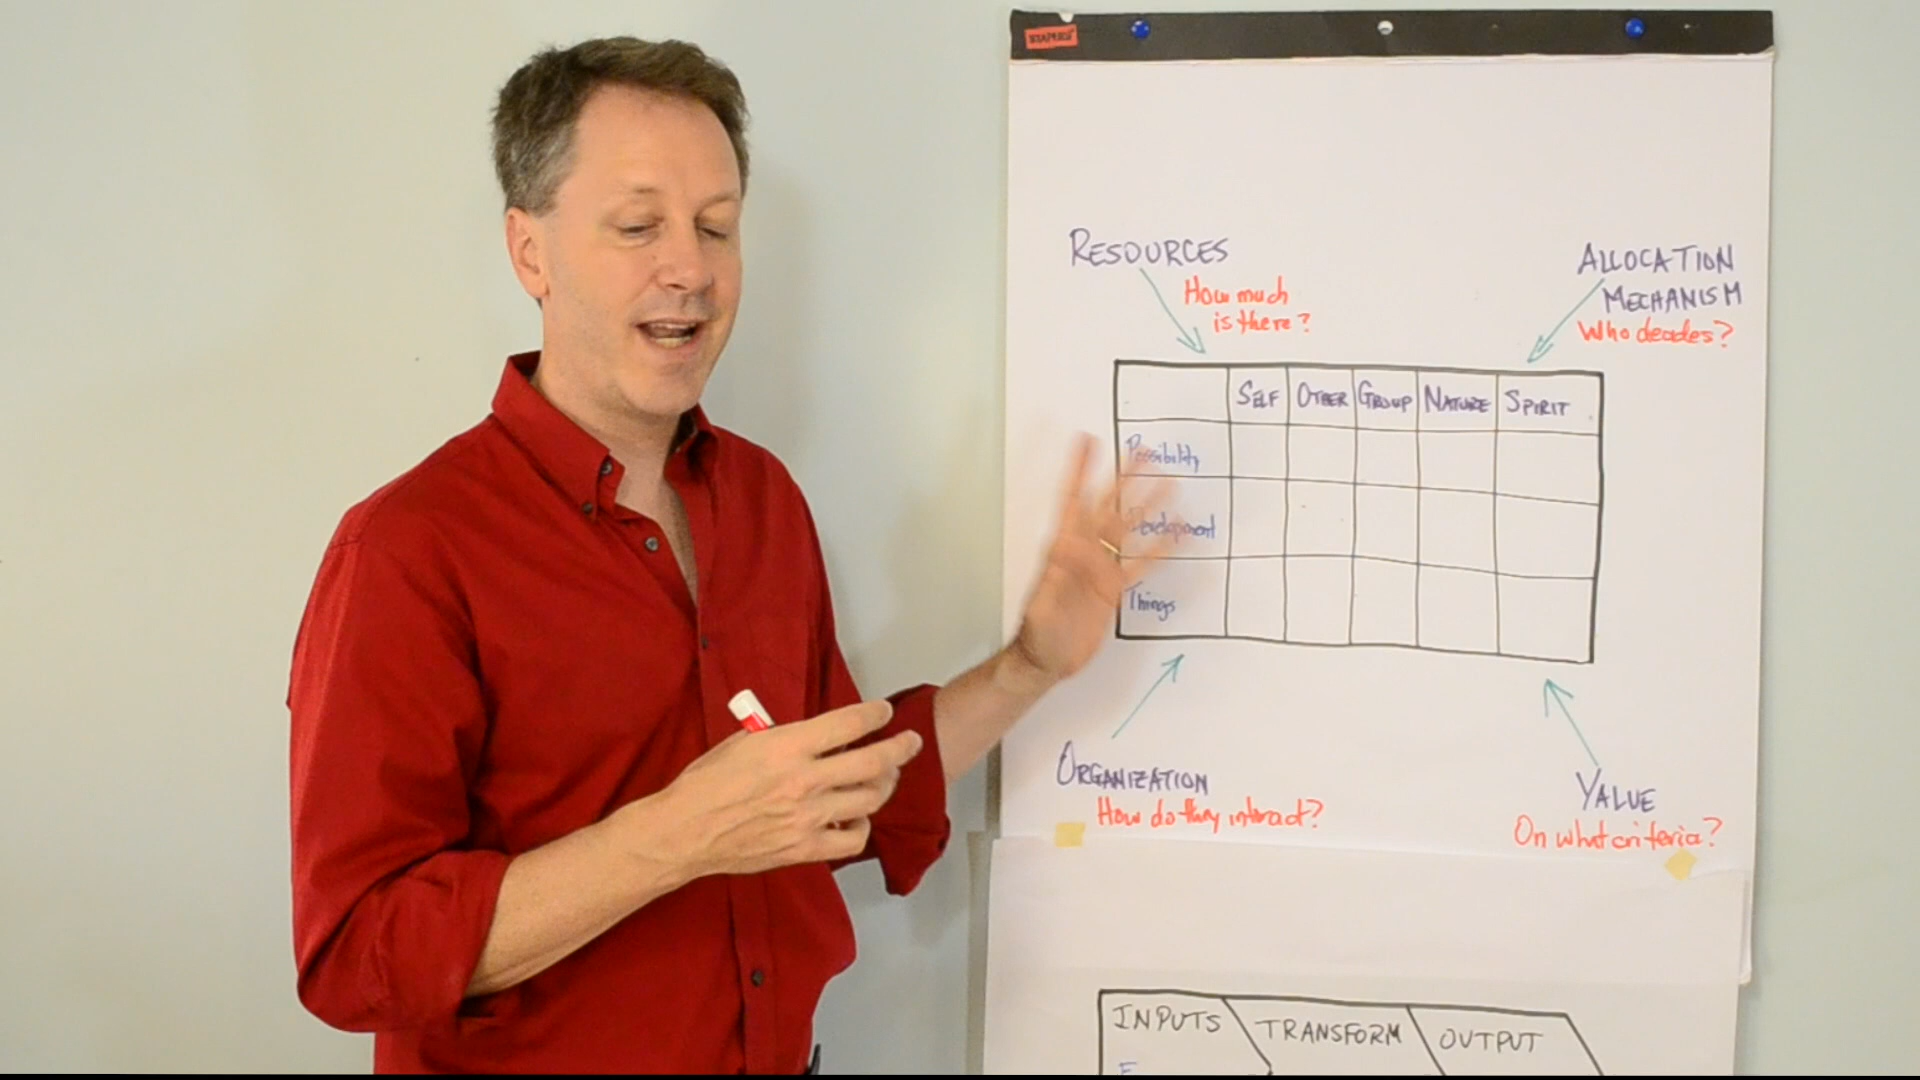 STAPLES
RESOURCES
How much
is there?
ALLOCATION
MECHANISM
Who decides?
SELF OTHER GROUP NATURE SPIRIT
Possibility
Development
Things
ORGANIZATION
How do they interact?
VALUE
On what criteria?
INPUTS TRANSFORM OUTPUT